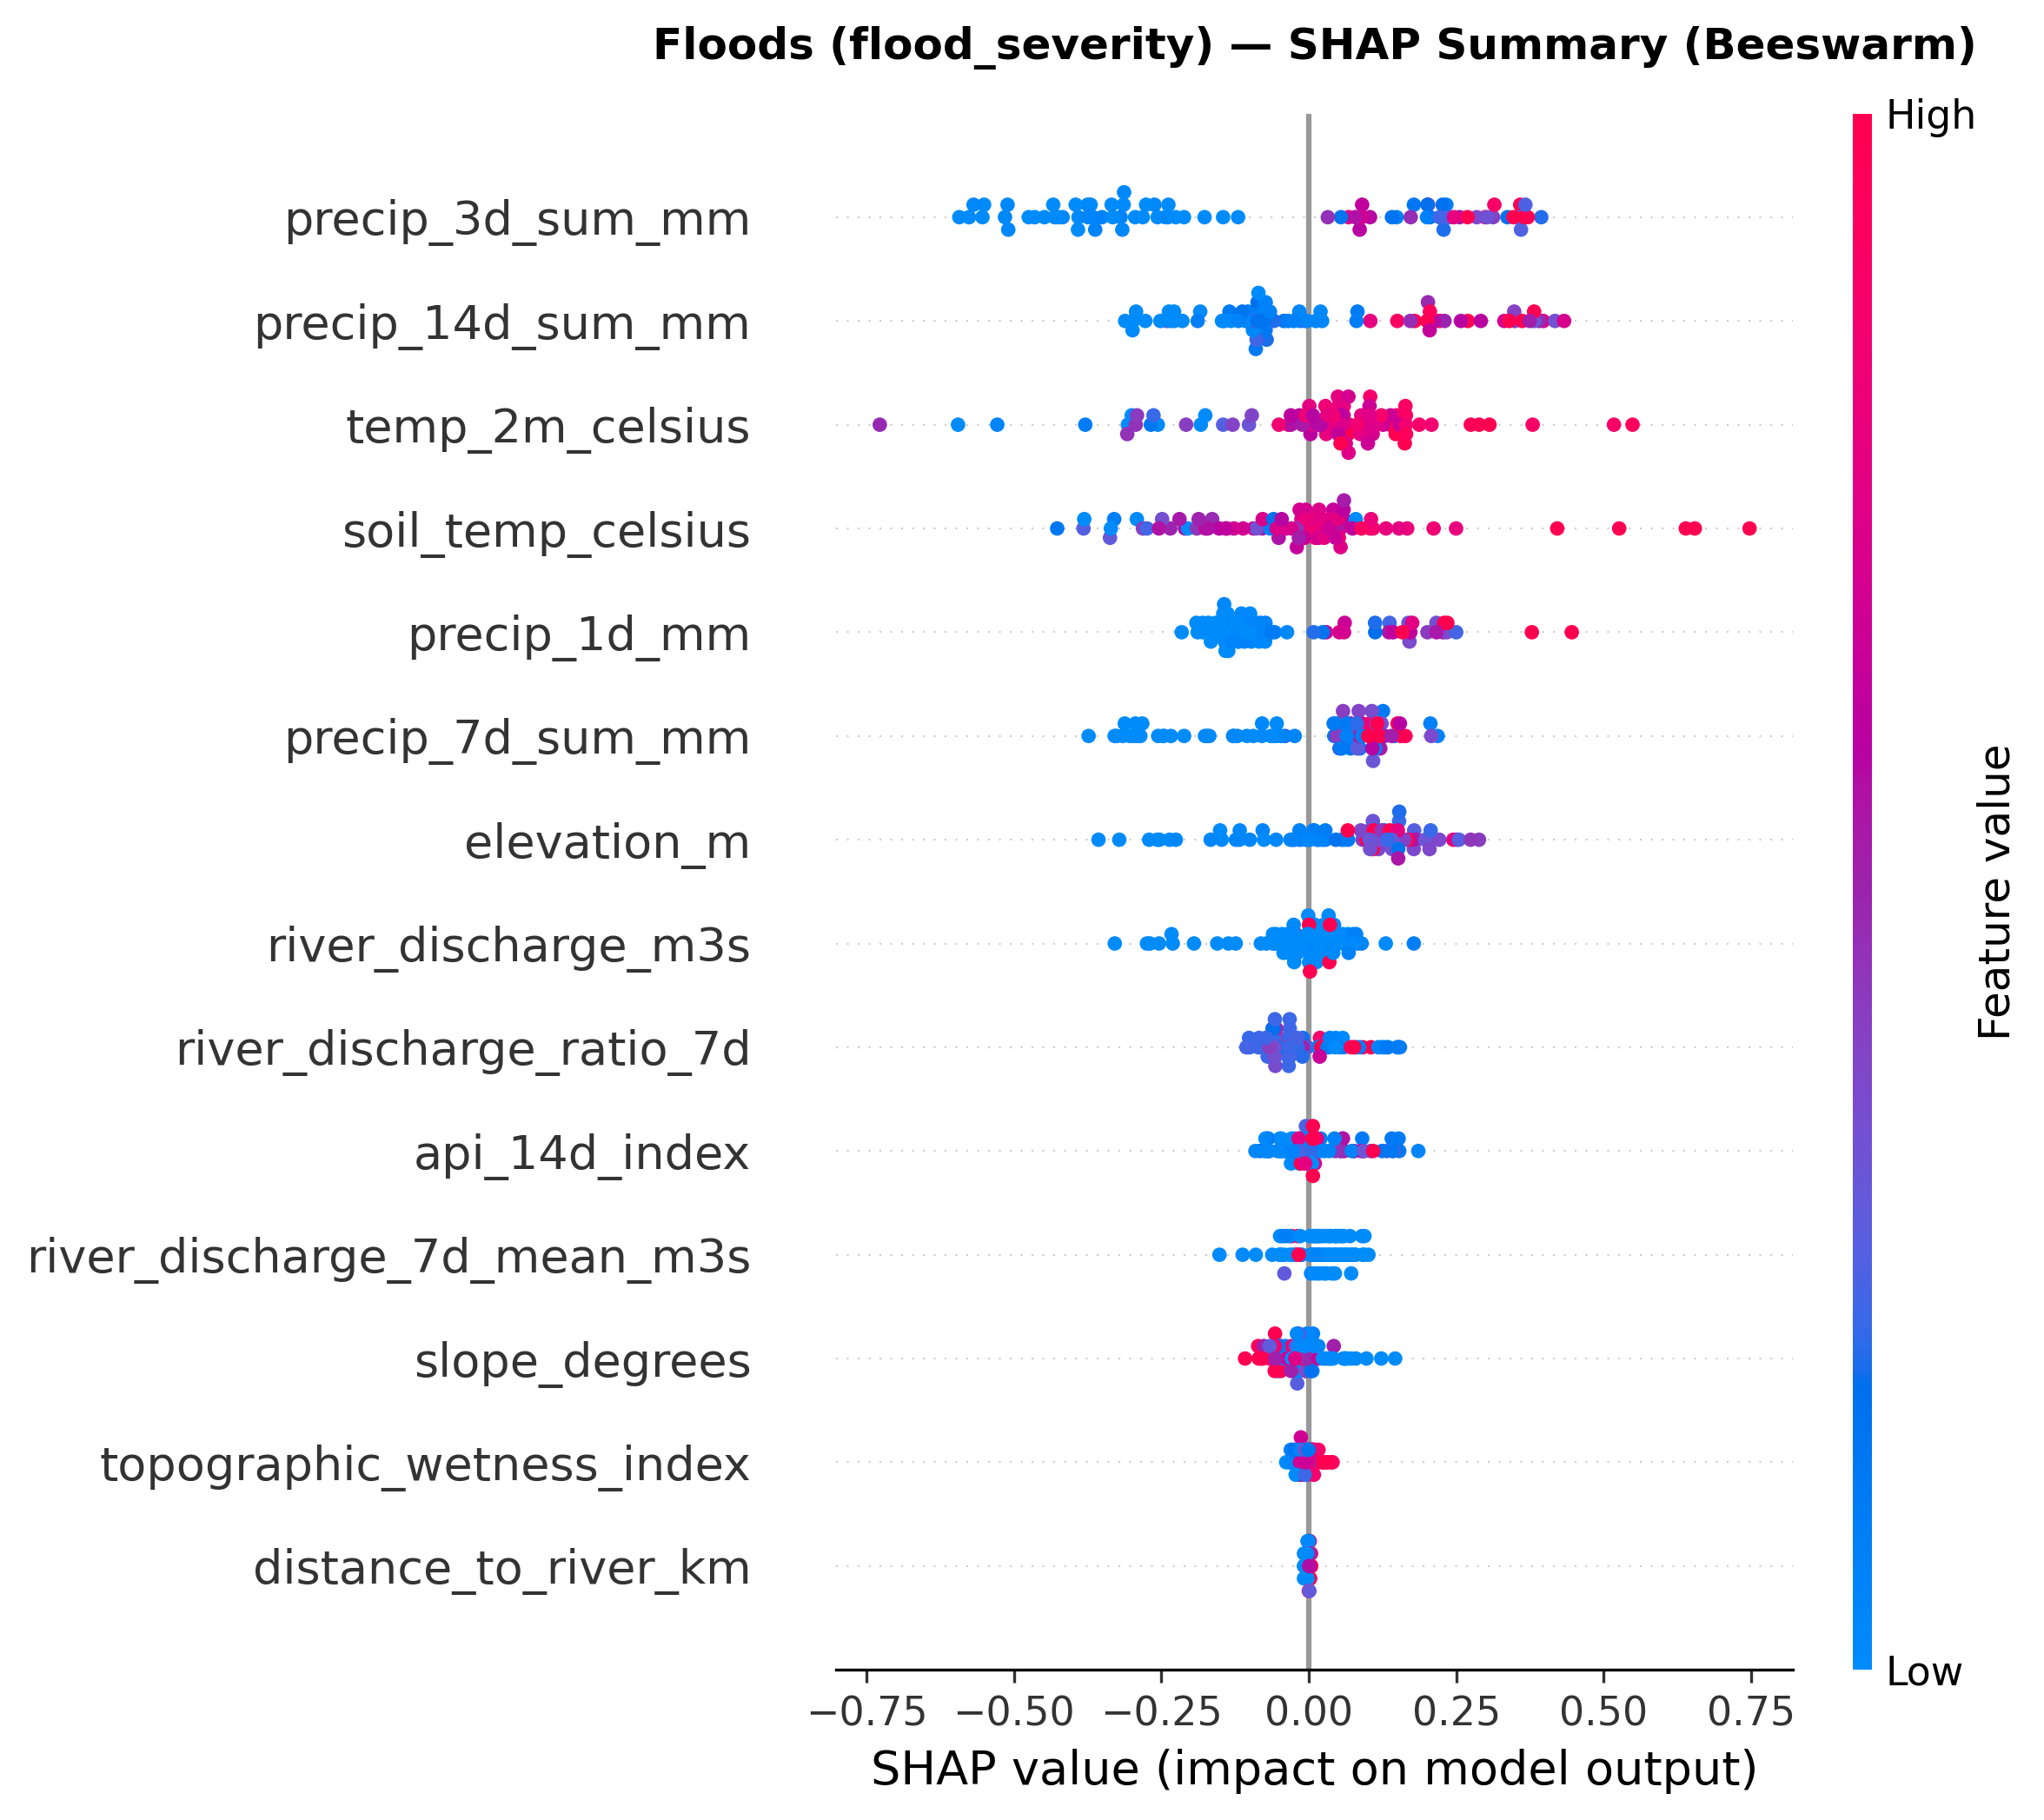 Floods (flood_severity) — SHAP Summary (Beeswarm)
High
precip_3d_sum_mm
precip_14d_sum_mm
temp_2m_celsius
soil_temp_celsius
precip_1d_mm
precip_7d_sum_mm
elevation_m
river_discharge_m3s
river_discharge_ratio_7d
api_14d_index
river_discharge_7d_mean_m3s
slope_degrees
topographic_wetness_index
distance_to_river_km
Feature value
Low
−0.75 −0.50 −0.25 0.00 0.25 0.50 0.75
SHAP value (impact on model output)